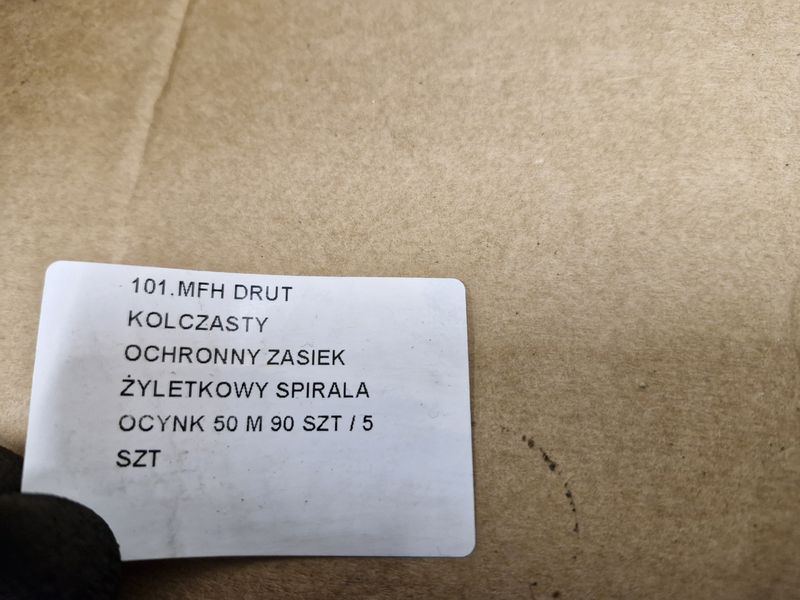 101.MFH DRUT
KOLCZASTY
OCHRONNY ZASIEK
ŻYLETKOWY SPIRALA
OCYNK 50 M 90 SZT / 5
SZT